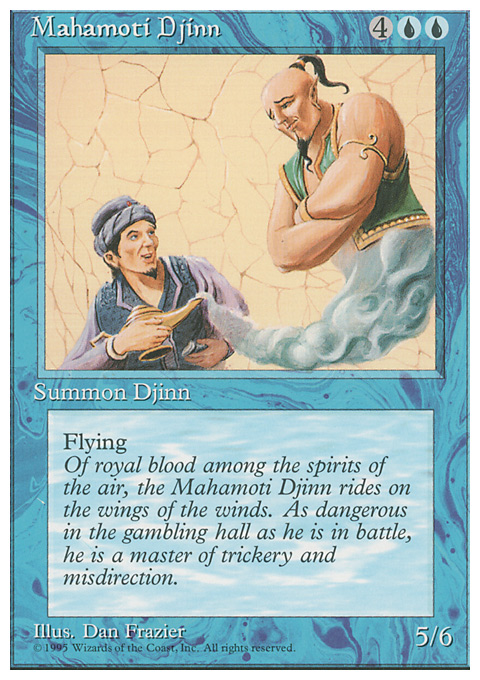 Mahamoti Djinn 4
Summon Djinn
Flying
Of royal blood among the spirits of
the air, the Mahamoti Djinn rides on
the wings of the winds. As dangerous
in the gambling hall as he is in battle,
he is a master of trickery and
misdirection.
Illus. Dan Frazier
© 1995 Wizards of the Coast, Inc. All rights reserved.
5/6